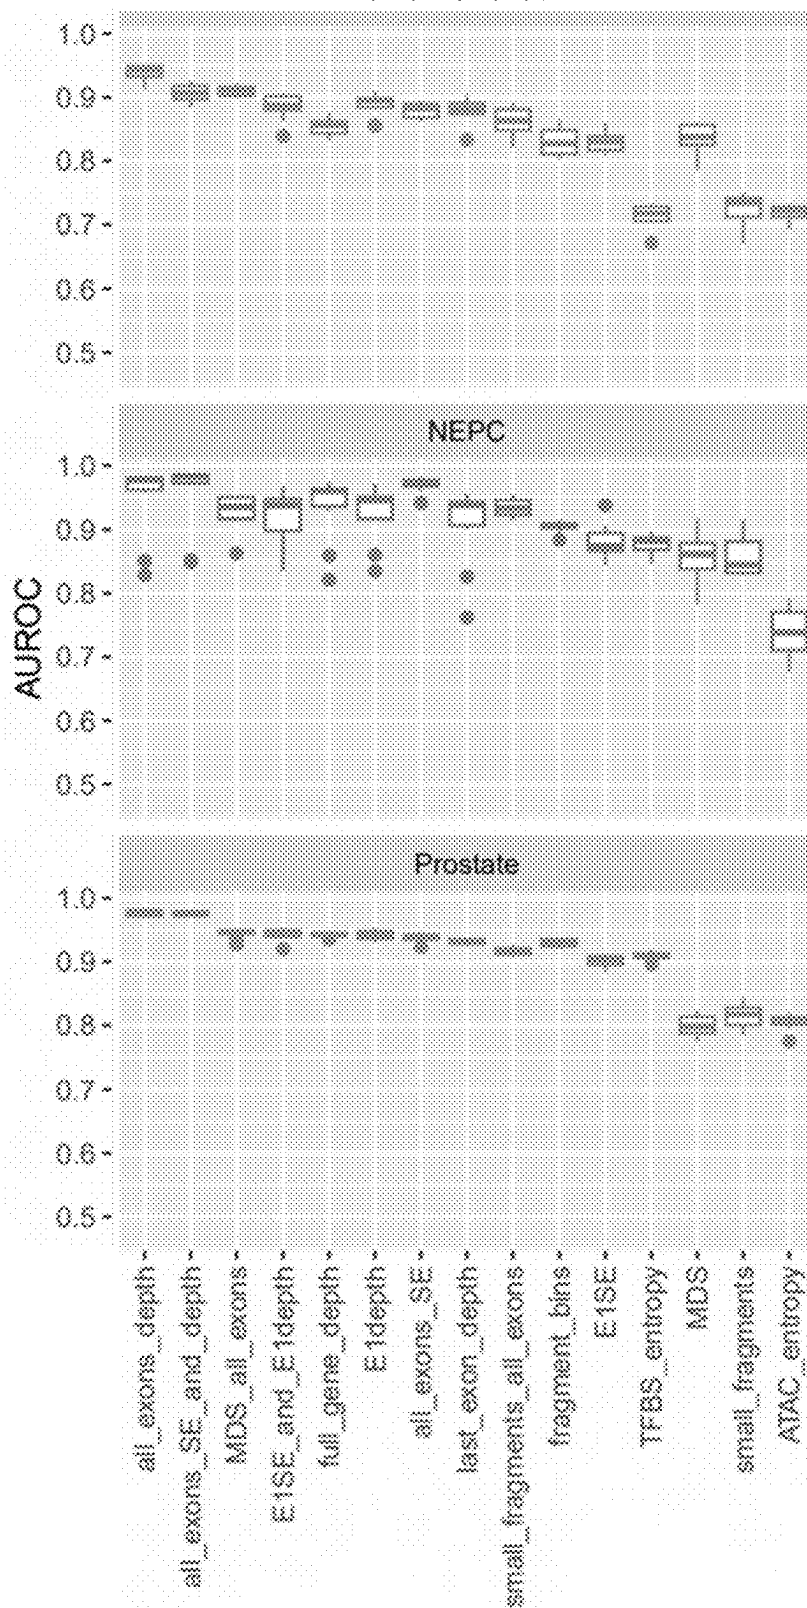 1.0
0.9
0.8
0.7
0.6
0.5
NEPC
1.0
0.9
0.8
0.7
0.6
0.5
AUROC
Prostate
1.0
0.9
0.8
0.7
0.6
0.5
all_exons_depth
all_exons_SE_and_depth
MDS_all_exons
E1SE_and_E1depth
full_gene_depth
E1depth
all_exons_SE
last_exon_depth
small_fragments_all_exons
fragment_bins
E1SE
TFBS_entropy
MDS
small_fragments
ATAC_entropy